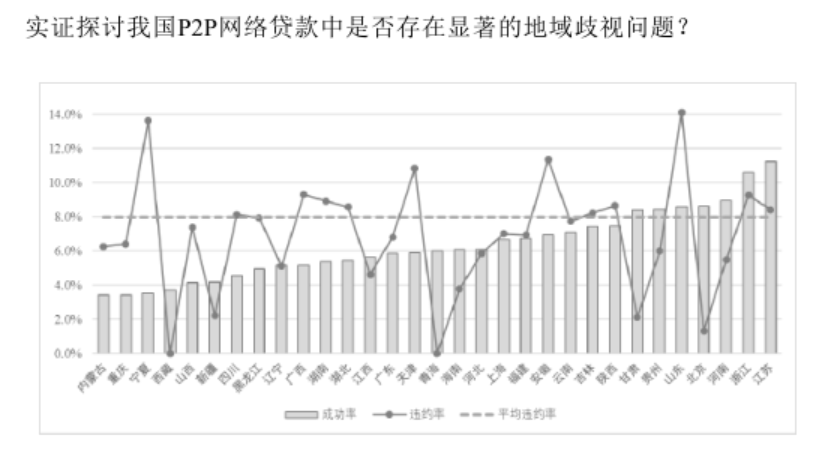 实证探讨我国P2P网络贷款中是否存在显著的地域歧视问题？
14.0%
12.0%
10.0%
8.0%
6.0%
4.0%
2.0%
0.0%
内蒙古 重庆 宁夏 西藏 山西 新疆 四川 黑龙江 辽宁 广西 湖南 湖北 江西 广东 天津 青海 海南 河北 上海 福建 安徽 云南 吉林 陕西 甘肃 贵州 山东 北京 河南 浙江 江苏
成功率 违约率 平均违约率